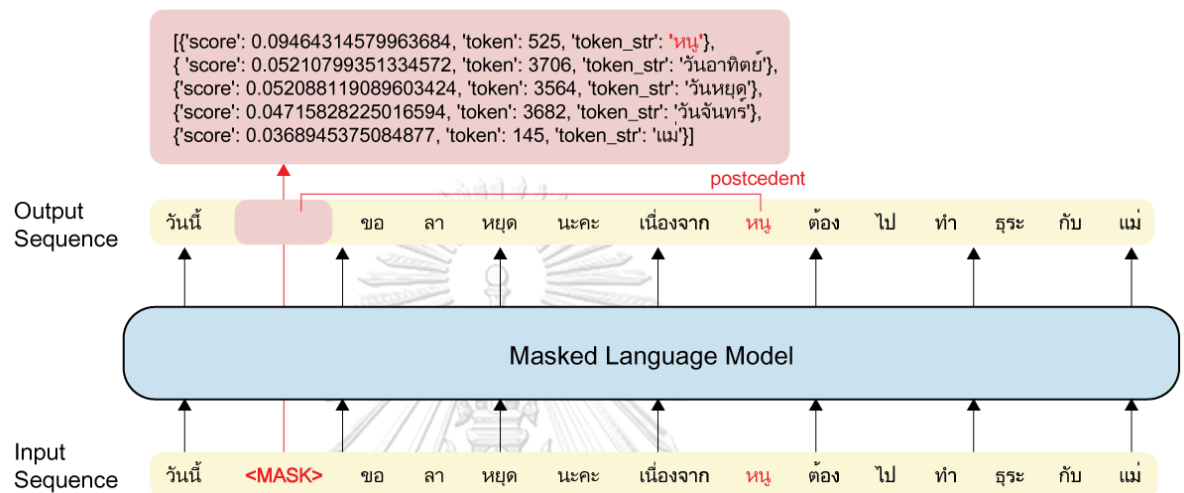 [{'score': 0.09464314579963684, 'token': 525, 'token_str': 'หนู'},
{ 'score': 0.05210799351334572, 'token': 3706, 'token_str': 'วันอาทิตย์'},
{'score': 0.052088119089603424, 'token': 3564, 'token_str': 'วันหยุด'},
{'score': 0.04715828225016594, 'token': 3682, 'token_str': 'วันจันทร์'},
{'score': 0.0368945375084877, 'token': 145, 'token_str': 'แม่'}]
postcedent
Output
Sequence
วันนี้ ขอ ลา หยุด นะคะ เนื่องจาก หนู ต้อง ไป ทำ ธุระ กับ แม่
Masked Language Model
Input
Sequence
วันนี้ <MASK> ขอ ลา หยุด นะคะ เนื่องจาก หนู ต้อง ไป ทำ ธุระ กับ แม่